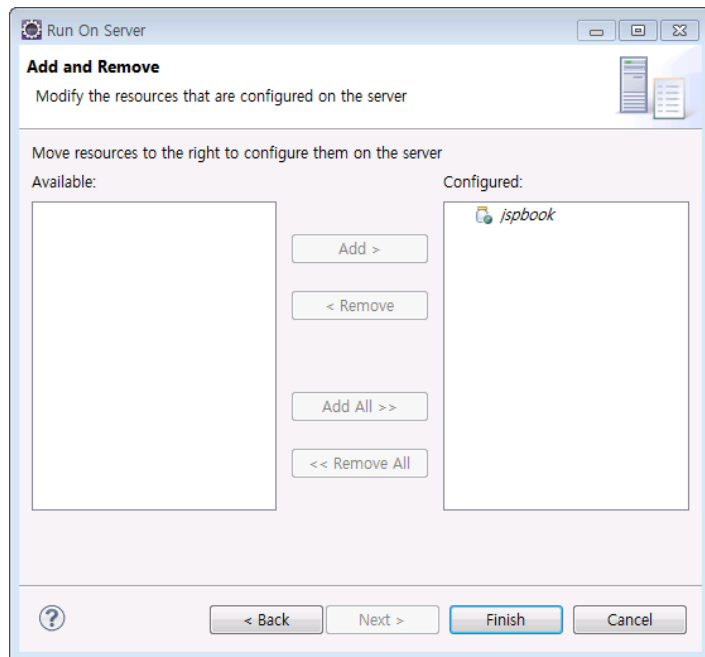 Run On Server
Add and Remove
Modify the resources that are configured on the server
Move resources to the right to configure them on the server
Available:
Configured:
jspbook
Add >
< Remove
Add All >>
<< Remove All
?
< Back
Next >
Finish
Cancel